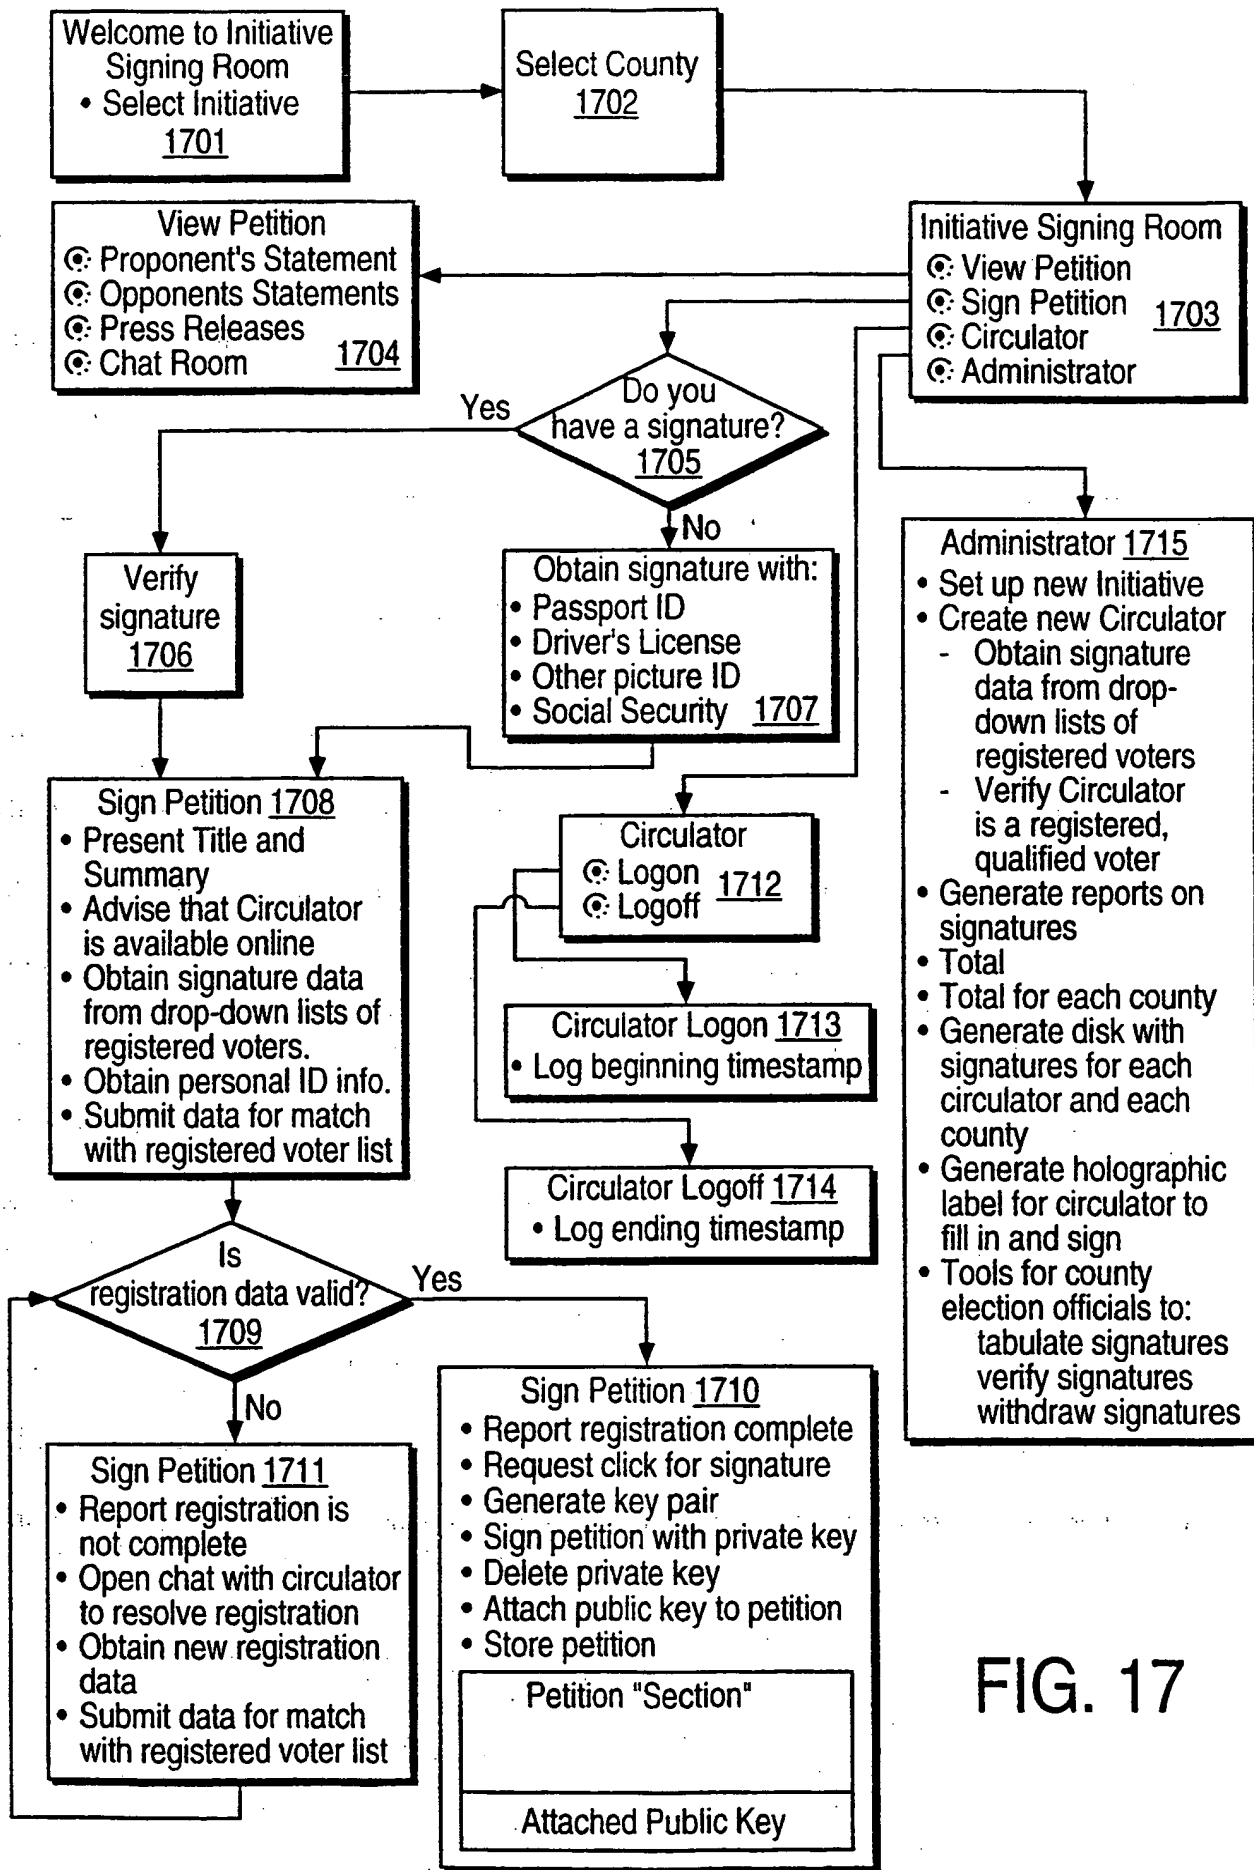 Welcome to Initiative
Signing Room
• Select Initiative
1701
Select County
1702
Initiative Signing Room
View Petition
Sign Petition
Circulator
Administrator
1703
View Petition
Proponent's Statement
Opponents Statements
Press Releases
Chat Room
1704
Do you
have a signature?
1705
Yes
No
Verify
signature
1706
Obtain signature with:
• Passport ID
• Driver's License
• Other picture ID
• Social Security 1707
Sign Petition 1708
• Present Title and
Summary
• Advise that Circulator
is available online
• Obtain signature data
from drop-down lists of
registered voters.
• Obtain personal ID info.
• Submit data for match
with registered voter list
Circulator
Logon
Logoff
1712
Circulator Logon 1713
• Log beginning timestamp
Circulator Logoff 1714
• Log ending timestamp
Administrator 1715
• Set up new Initiative
• Create new Circulator
- Obtain signature
data from drop-
down lists of
registered voters
- Verify Circulator
is a registered,
qualified voter
• Generate reports on
signatures
• Total
• Total for each county
• Generate disk with
signatures for each
circulator and each
county
• Generate holographic
label for circulator to
fill in and sign
• Tools for county
election officials to:
tabulate signatures
verify signatures
withdraw signatures
Is
registration data valid?
1709
Yes
No
Sign Petition 1710
• Report registration complete
• Request click for signature
• Generate key pair
• Sign petition with private key
• Delete private key
• Attach public key to petition
• Store petition
Petition "Section"
Attached Public Key
Sign Petition 1711
• Report registration is
not complete
• Open chat with circulator
to resolve registration
• Obtain new registration
data
• Submit data for match
with registered voter list
FIG. 17